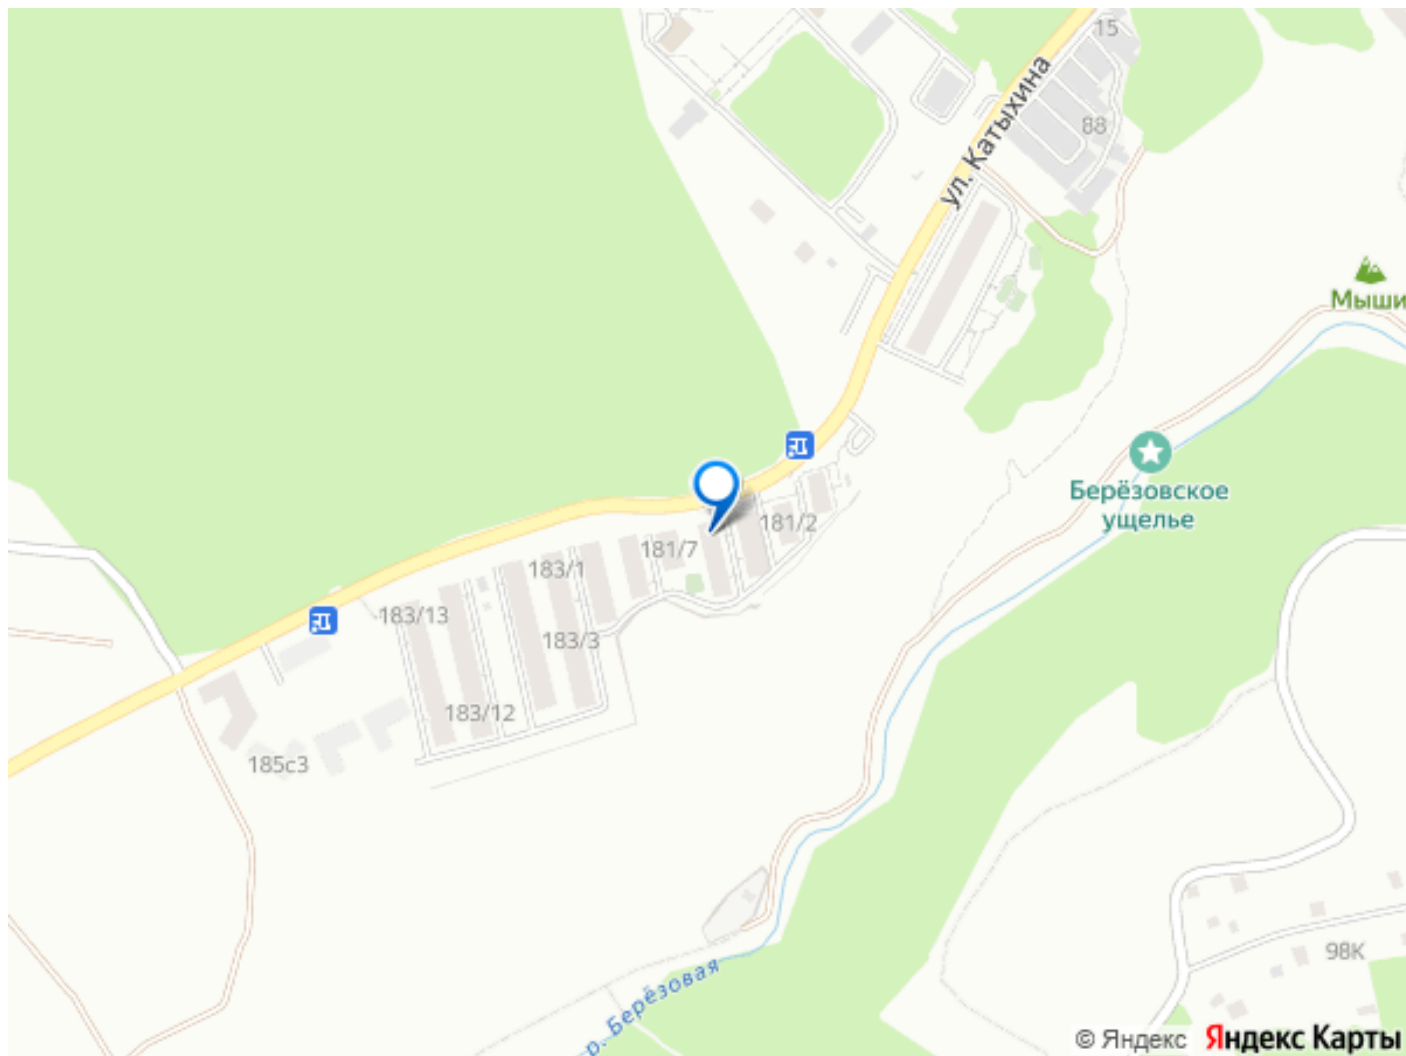 15
ул. Катыхина
88
Мыши
Берёзовское
ущелье
181/2
181/7
183/1
183/13
183/3
183/12
185с3
98К
р. Берёзовая
© Яндекс Яндекс Карты